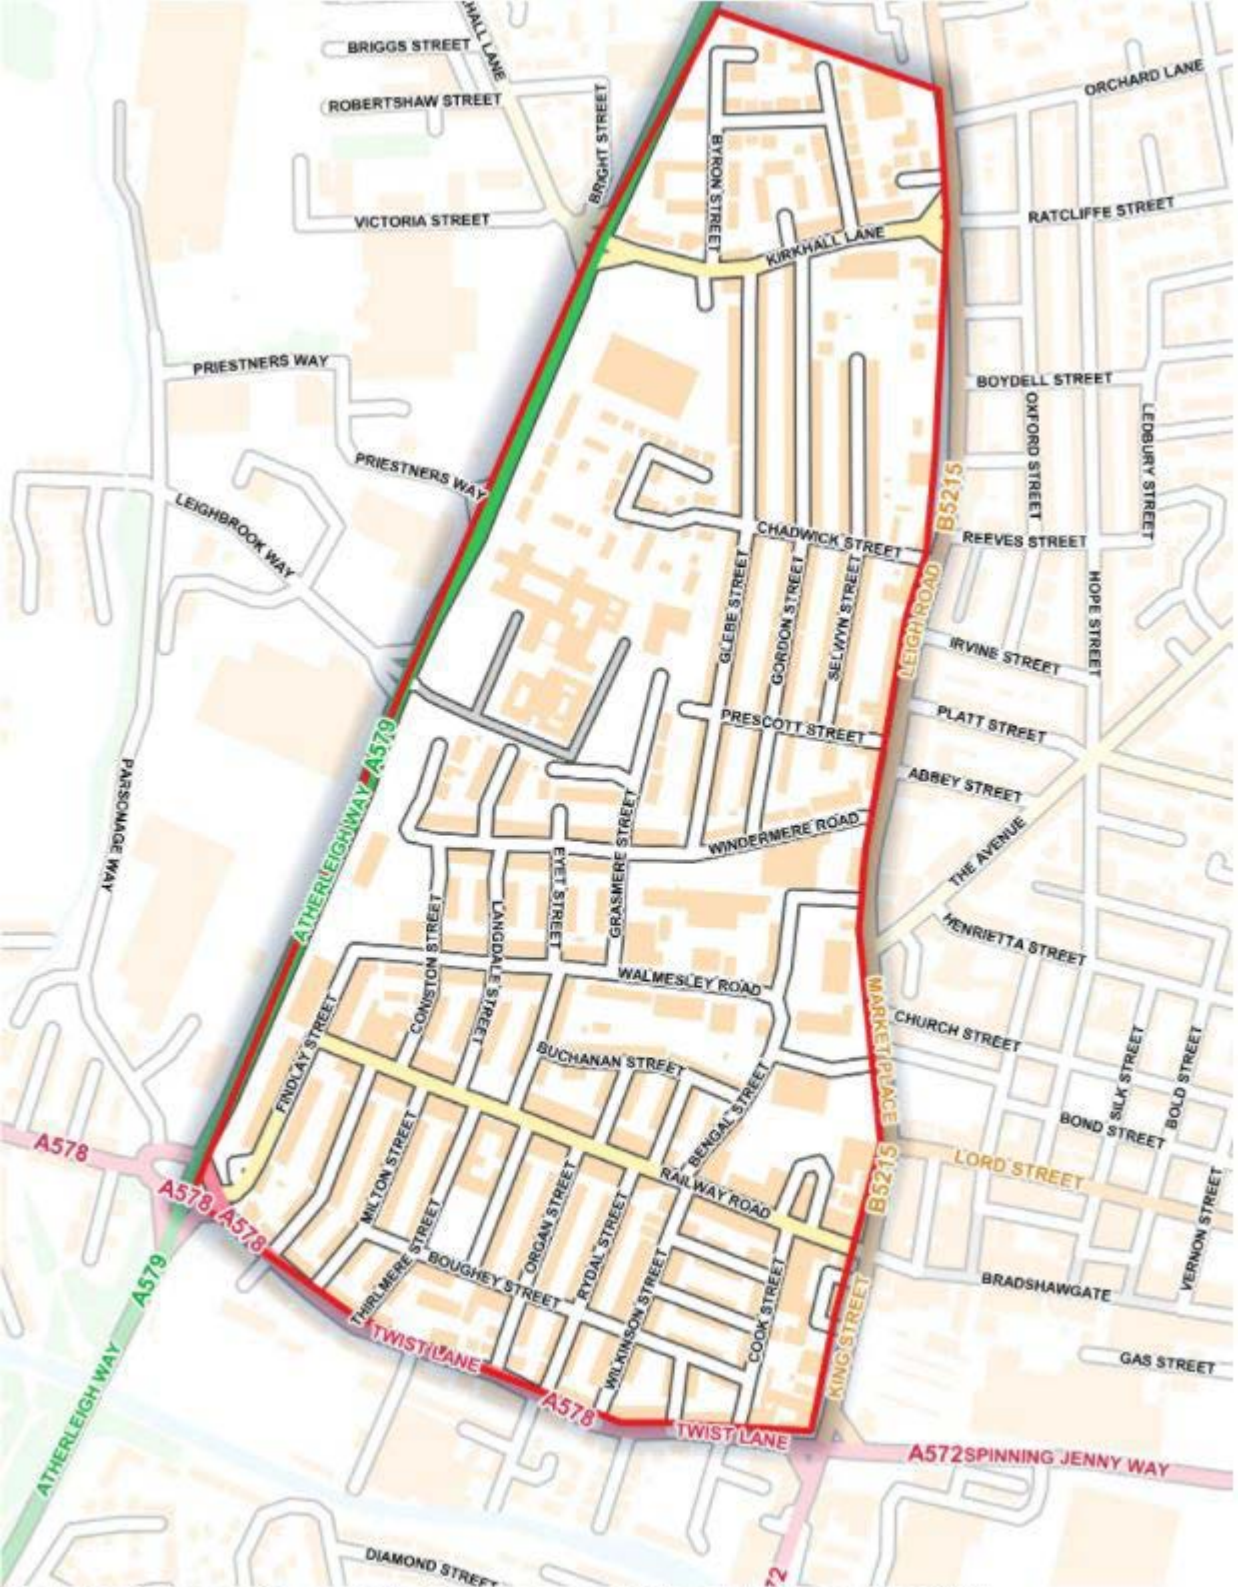 HALL LANE
BRIGGS STREET
ROBERTSHAW STREET
BRIGHT STREET
ORCHARD LANE
BYRON STREET
VICTORIA STREET
RATCLIFFE STREET
KIRKHALL LANE
PRIESTNERS WAY
BOYDELL STREET
OXFORD STREET
LEDBURY STREET
PRIESTNERS WAY
LEIGHBROOK WAY
B5215
CHADWICK STREET
REEVES STREET
GLEBE STREET
GORDON STREET
SELWYN STREET
LEIGH ROAD
HOPE STREET
IRVINE STREET
PRESCOTT STREET
PLATT STREET
A579
ATHERLEIGH WAY
PARSONAGE WAY
ABBEY STREET
WINDERMERE ROAD
THE AVENUE
GRASMERE STREET
EYET STREET
LANGDALE STREET
CONISTON STREET
HENRIETTA STREET
WALMESLEY ROAD
MARKET PLACE
CHURCH STREET
FINDLAY STREET
BUCHANAN STREET
BENGAL STREET
SILK STREET
BOLD STREET
BOND STREET
A578
MILTON STREET
LORD STREET
B5215
RAILWAY ROAD
A578
A578
ORGAN STREET
RYDAL STREET
THIRLMERE STREET
VERNON STREET
A579
BOUGHEY STREET
WILKINSON STREET
COOK STREET
KING STREET
BRADSHAWGATE
TWIST LANE
GAS STREET
ATHERLEIGH WAY
A578
TWIST LANE
A572 SPINNING JENNY WAY
DIAMOND STREET
72